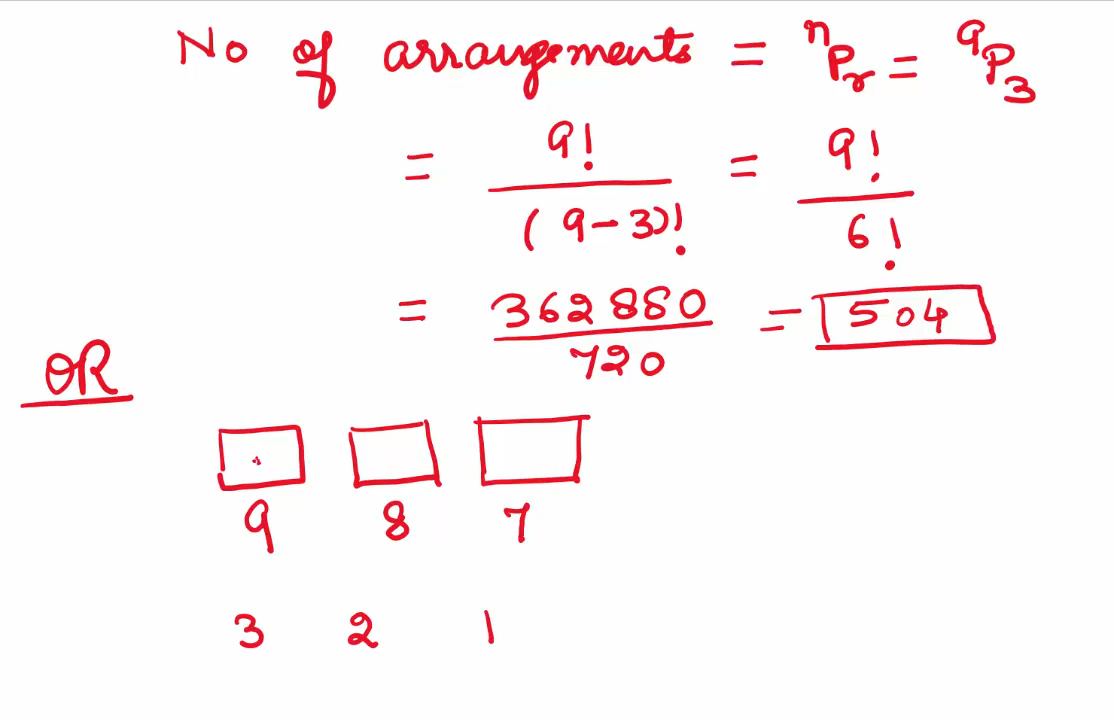 No of arrangements = ⁿPᵣ = ⁹P₃
= 9! / (9-3)! = 9! / 6!
= 362880 / 720 = 504
OR
9 8 7
3 2 1